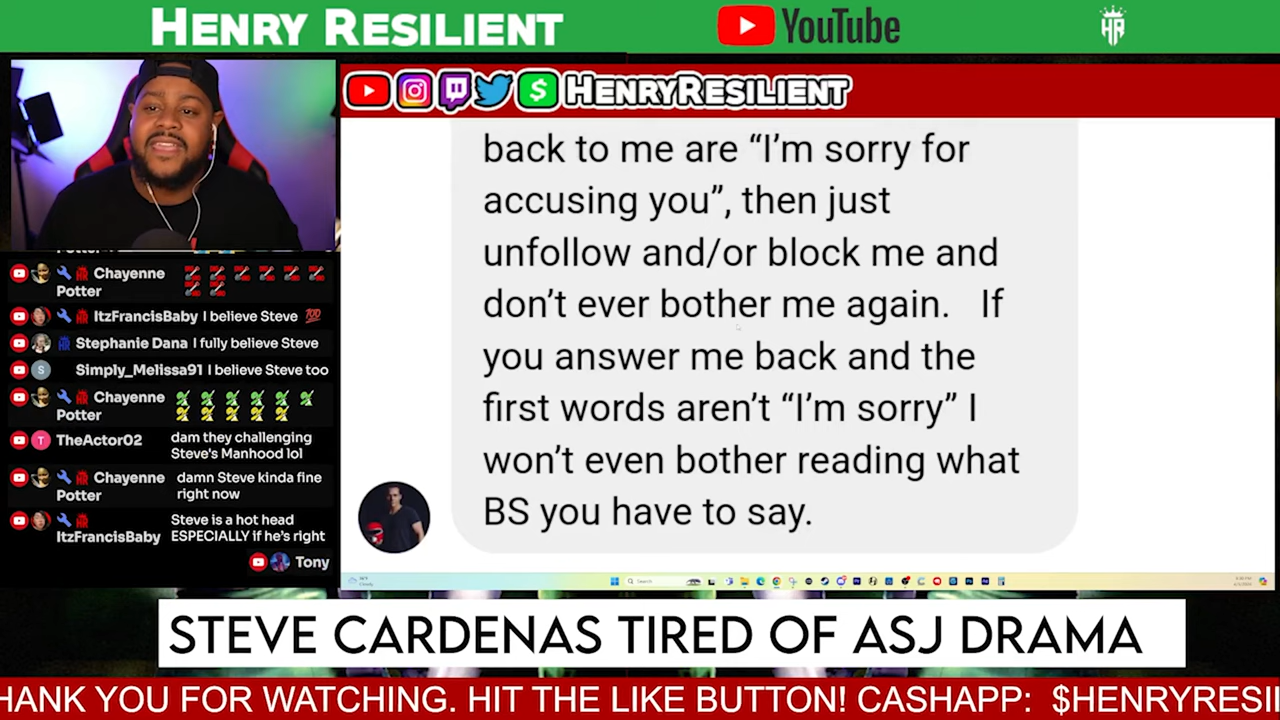 HENRY RESILIENT
YouTube
HR
HENRYRESILIENT
back to me are “I’m sorry for
accusing you”, then just
unfollow and/or block me and
don’t ever bother me again. If
you answer me back and the
first words aren’t “I’m sorry” I
won’t even bother reading what
BS you have to say.
Chayenne
Potter
ItzFrancisBaby I believe Steve 💯
Stephanie Dana I fully believe Steve
S Simply_Melissa91 I believe Steve too
Chayenne
Potter
T TheActor02 dam they challenging
Steve's Manhood lol
Chayenne damn Steve kinda fine
Potter right now
Steve is a hot head
ItzFrancisBaby ESPECIALLY if he's right
Tony
Search
STEVE CARDENAS TIRED OF ASJ DRAMA
HANK YOU FOR WATCHING. HIT THE LIKE BUTTON! CASHAPP: $HENRYRESI